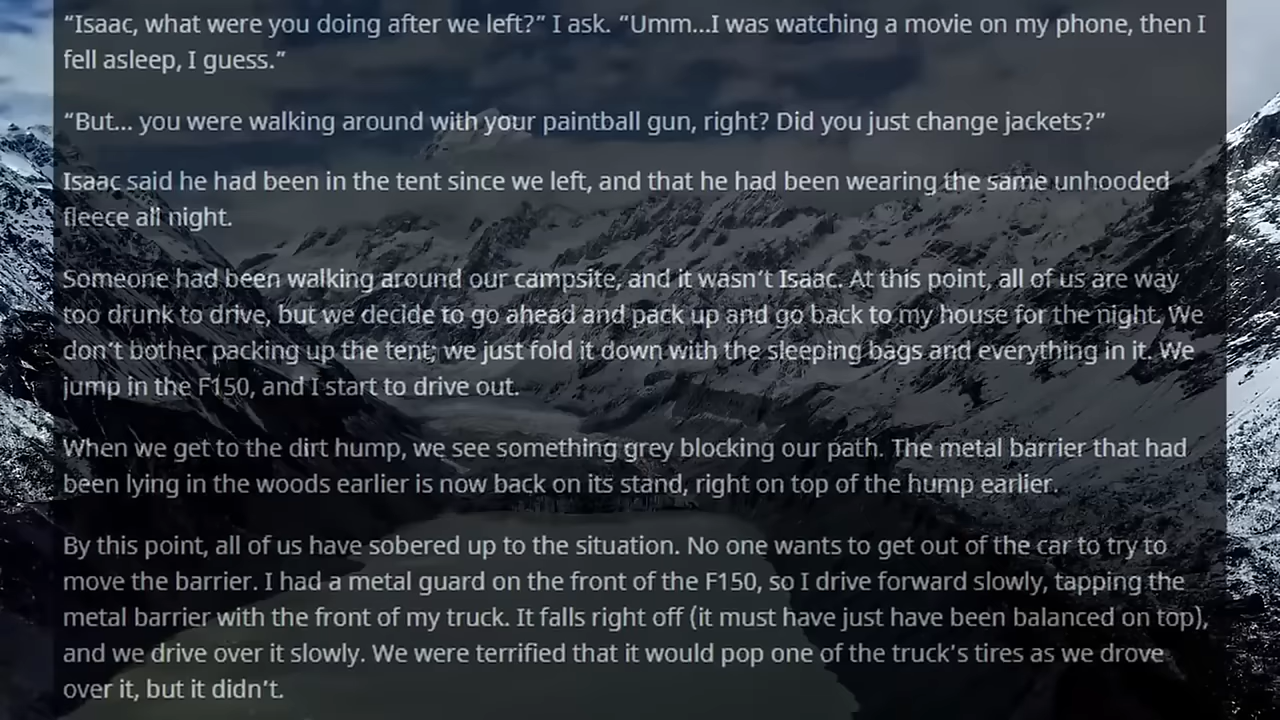 “Isaac, what were you doing after we left?” I ask. “Umm...I was watching a movie on my phone, then I
fell asleep, I guess.”
“But... you were walking around with your paintball gun, right? Did you just change jackets?”
Isaac said he had been in the tent since we left, and that he had been wearing the same unhooded
fleece all night.
Someone had been walking around our campsite, and it wasn’t Isaac. At this point, all of us are way
too drunk to drive, but we decide to go ahead and pack up and go back to my house for the night. We
don’t bother packing up the tent; we just fold it down with the sleeping bags and everything in it. We
jump in the F150, and I start to drive out.
When we get to the dirt hump, we see something grey blocking our path. The metal barrier that had
been lying in the woods earlier is now back on its stand, right on top of the hump earlier.
By this point, all of us have sobered up to the situation. No one wants to get out of the car to try to
move the barrier. I had a metal guard on the front of the F150, so I drive forward slowly, tapping the
metal barrier with the front of my truck. It falls right off (it must have just have been balanced on top),
and we drive over it slowly. We were terrified that it would pop one of the truck’s tires as we drove
over it, but it didn’t.